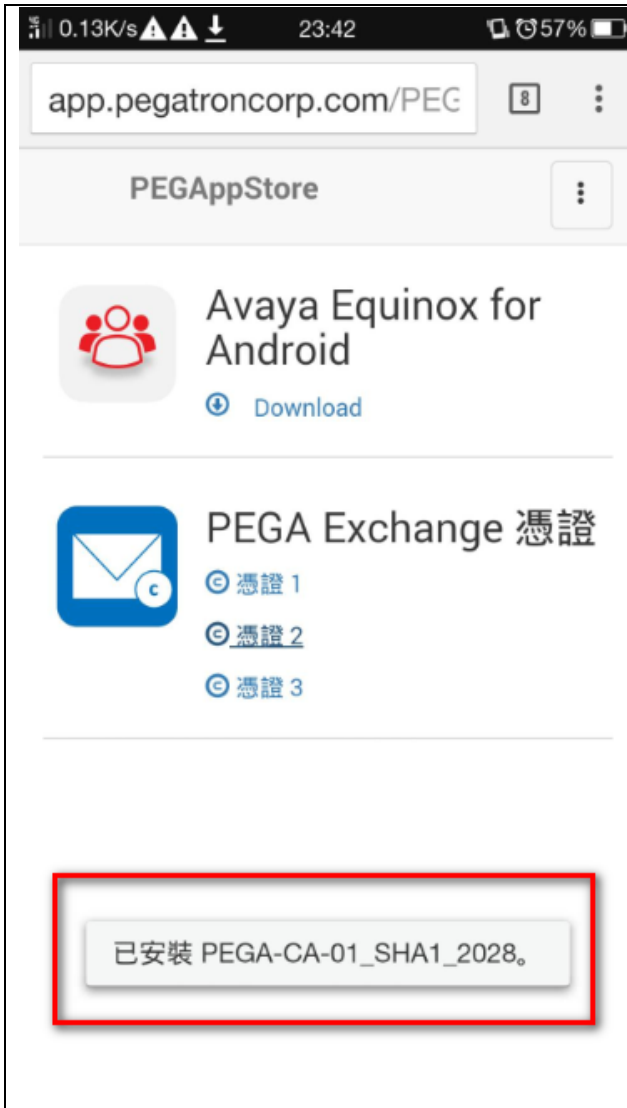 0.13K/s
23:42
57%
app.pegatroncorp.com/PEG
8
PEGAppStore
Avaya Equinox for
Android
Download
PEGA Exchange 憑證
c
© 憑證 1
© 憑證 2
© 憑證 3
已安裝 PEGA-CA-01_SHA1_2028。